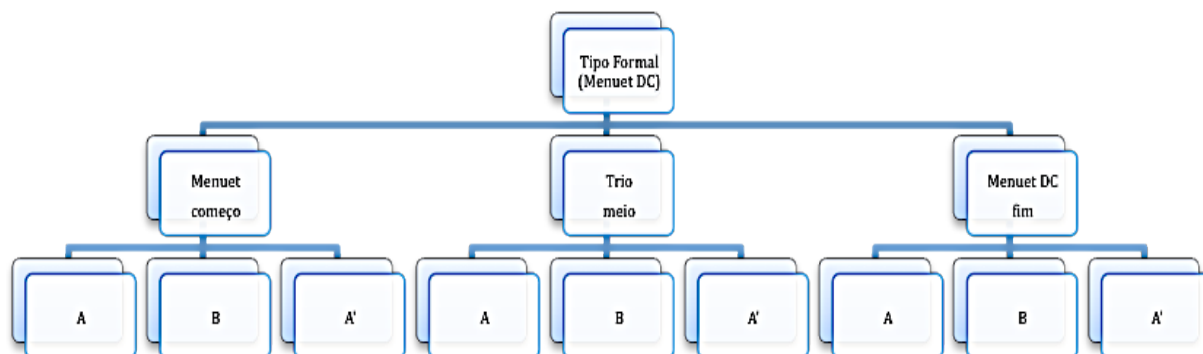 Tipo Formal
(Menuet DC)
Menuet
começo
Trio
meio
Menuet DC
fim
A
B
A'
A
B
A'
A
B
A'